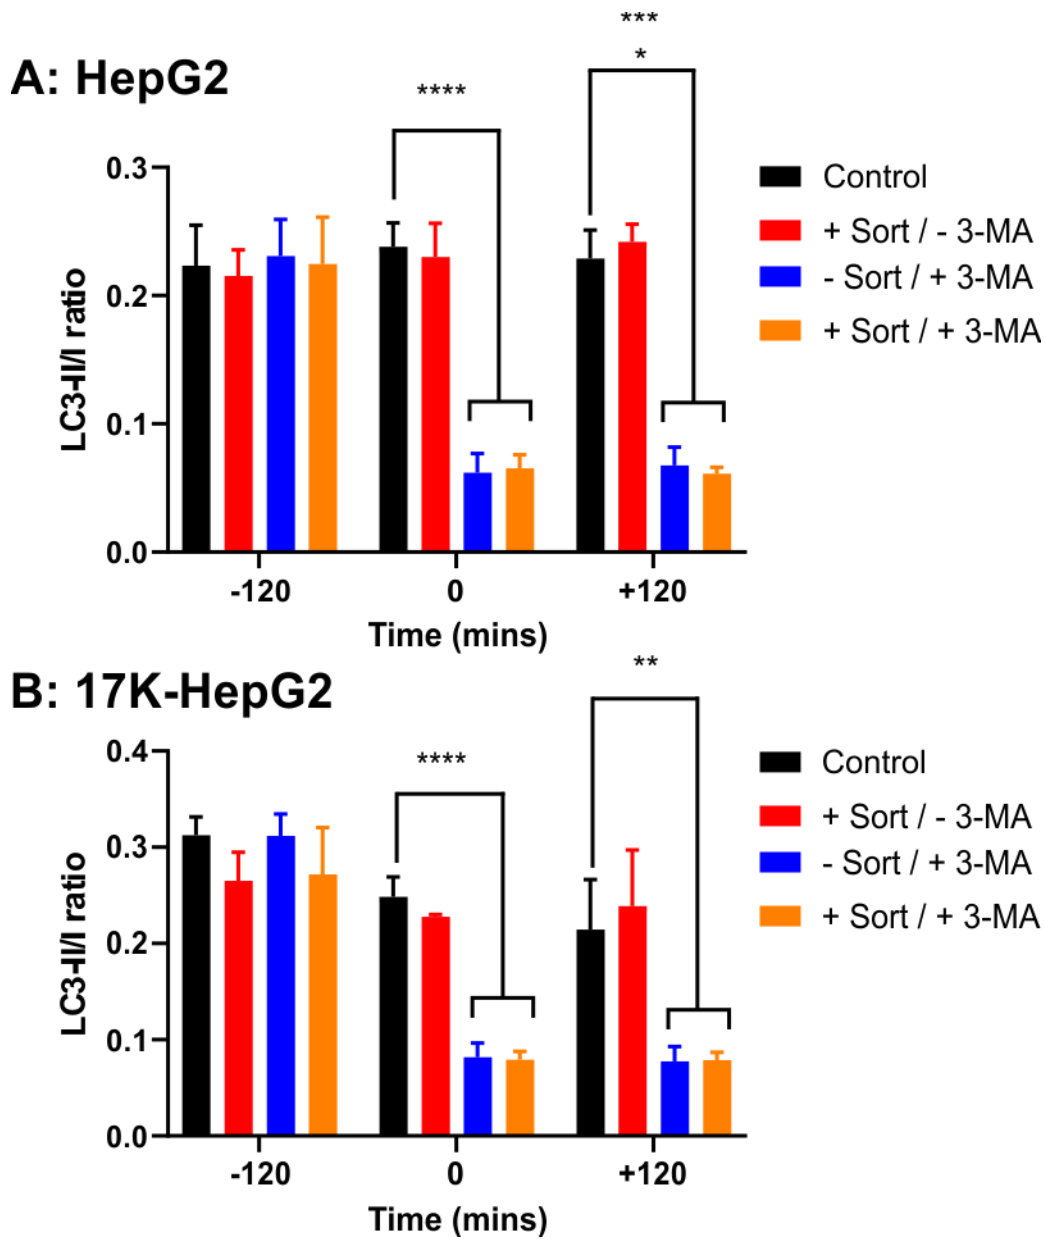 ***
*
A: HepG2
****
0.3
0.2
0.1
0.0
LC3-II/I ratio
-120
0
+120
Time (mins)
Control
+ Sort / - 3-MA
- Sort / + 3-MA
+ Sort / + 3-MA
**
B: 17K-HepG2
****
0.4
0.3
0.2
0.1
0.0
LC3-II/I ratio
-120
0
+120
Time (mins)
Control
+ Sort / - 3-MA
- Sort / + 3-MA
+ Sort / + 3-MA